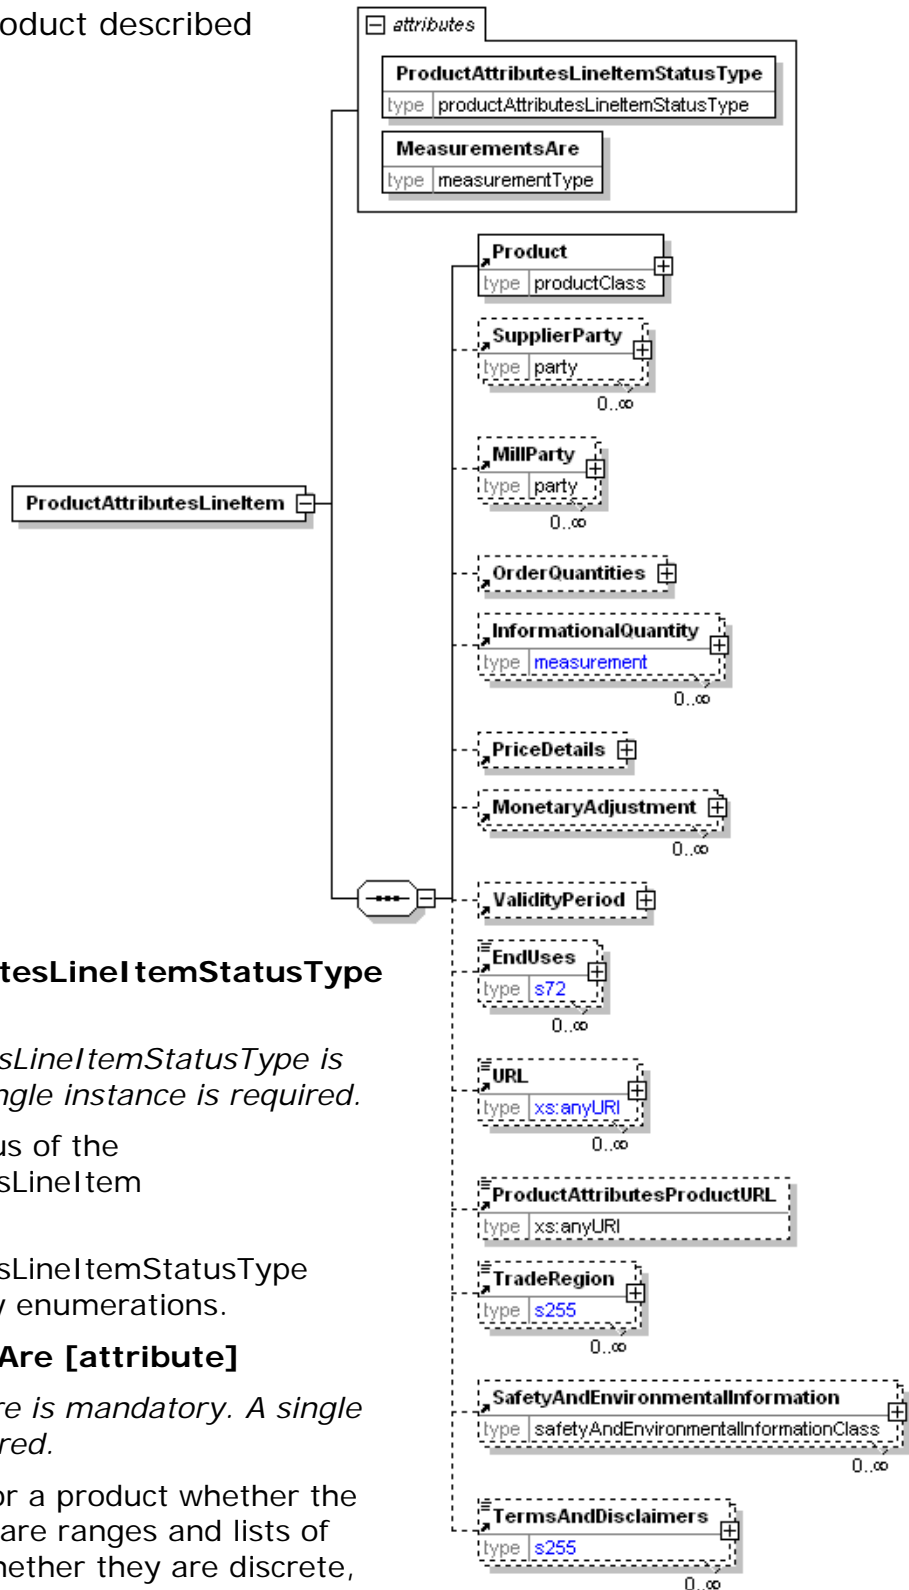 oduct described
attributes
ProductAttributesLineItemStatusType
type productAttributesLineItemStatusType
MeasurementsAre
type measurementType
Product
type productClass
SupplierParty
type party
0..∞
MillParty
type party
0..∞
ProductAttributesLineItem
OrderQuantities
InformationalQuantity
type measurement
0..∞
PriceDetails
MonetaryAdjustment
0..∞
ValidityPeriod
EndUses
type s72
0..∞
URL
type xs:anyURI
0..∞
ProductAttributesProductURL
type xs:anyURI
TradeRegion
type s255
0..∞
SafetyAndEnvironmentalInformation
type safetyAndEnvironmentalInformationClass
0..∞
TermsAndDisclaimers
type s255
0..∞
tesLineItemStatusType
sLineItemStatusType is
ngle instance is required.
us of the
sLineItem
sLineItemStatusType
y enumerations.
Are [attribute]
re is mandatory. A single
red.
or a product whether the
are ranges and lists of
hether they are discrete,